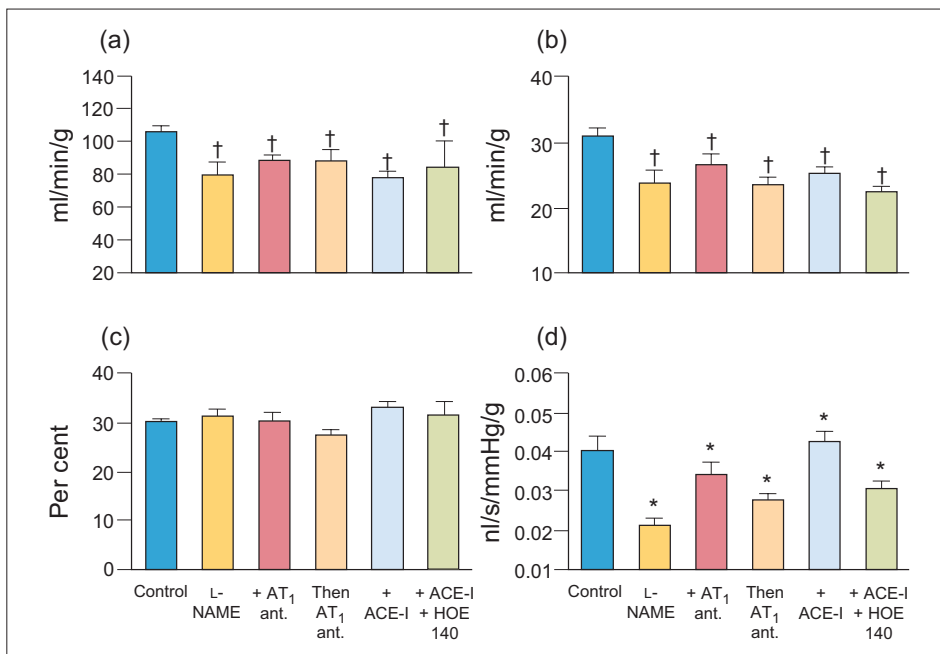 (a)
ml/min/g
140
120
100
80
60
40
20
† † † † †
(b)
ml/min/g
40
30
20
10
† † † † †
(c)
Per cent
40
30
20
10
0
Control
L-
NAME
+ AT₁
ant.
Then
AT₁
ant.
+
ACE-I
+ ACE-I
+ HOE
140
(d)
nl/s/mmHg/g
0.06
0.05
0.04
0.03
0.02
0.01
* * * * *
Control
L-
NAME
+ AT₁
ant.
Then
AT₁
ant.
+
ACE-I
+ ACE-I
+ HOE
140